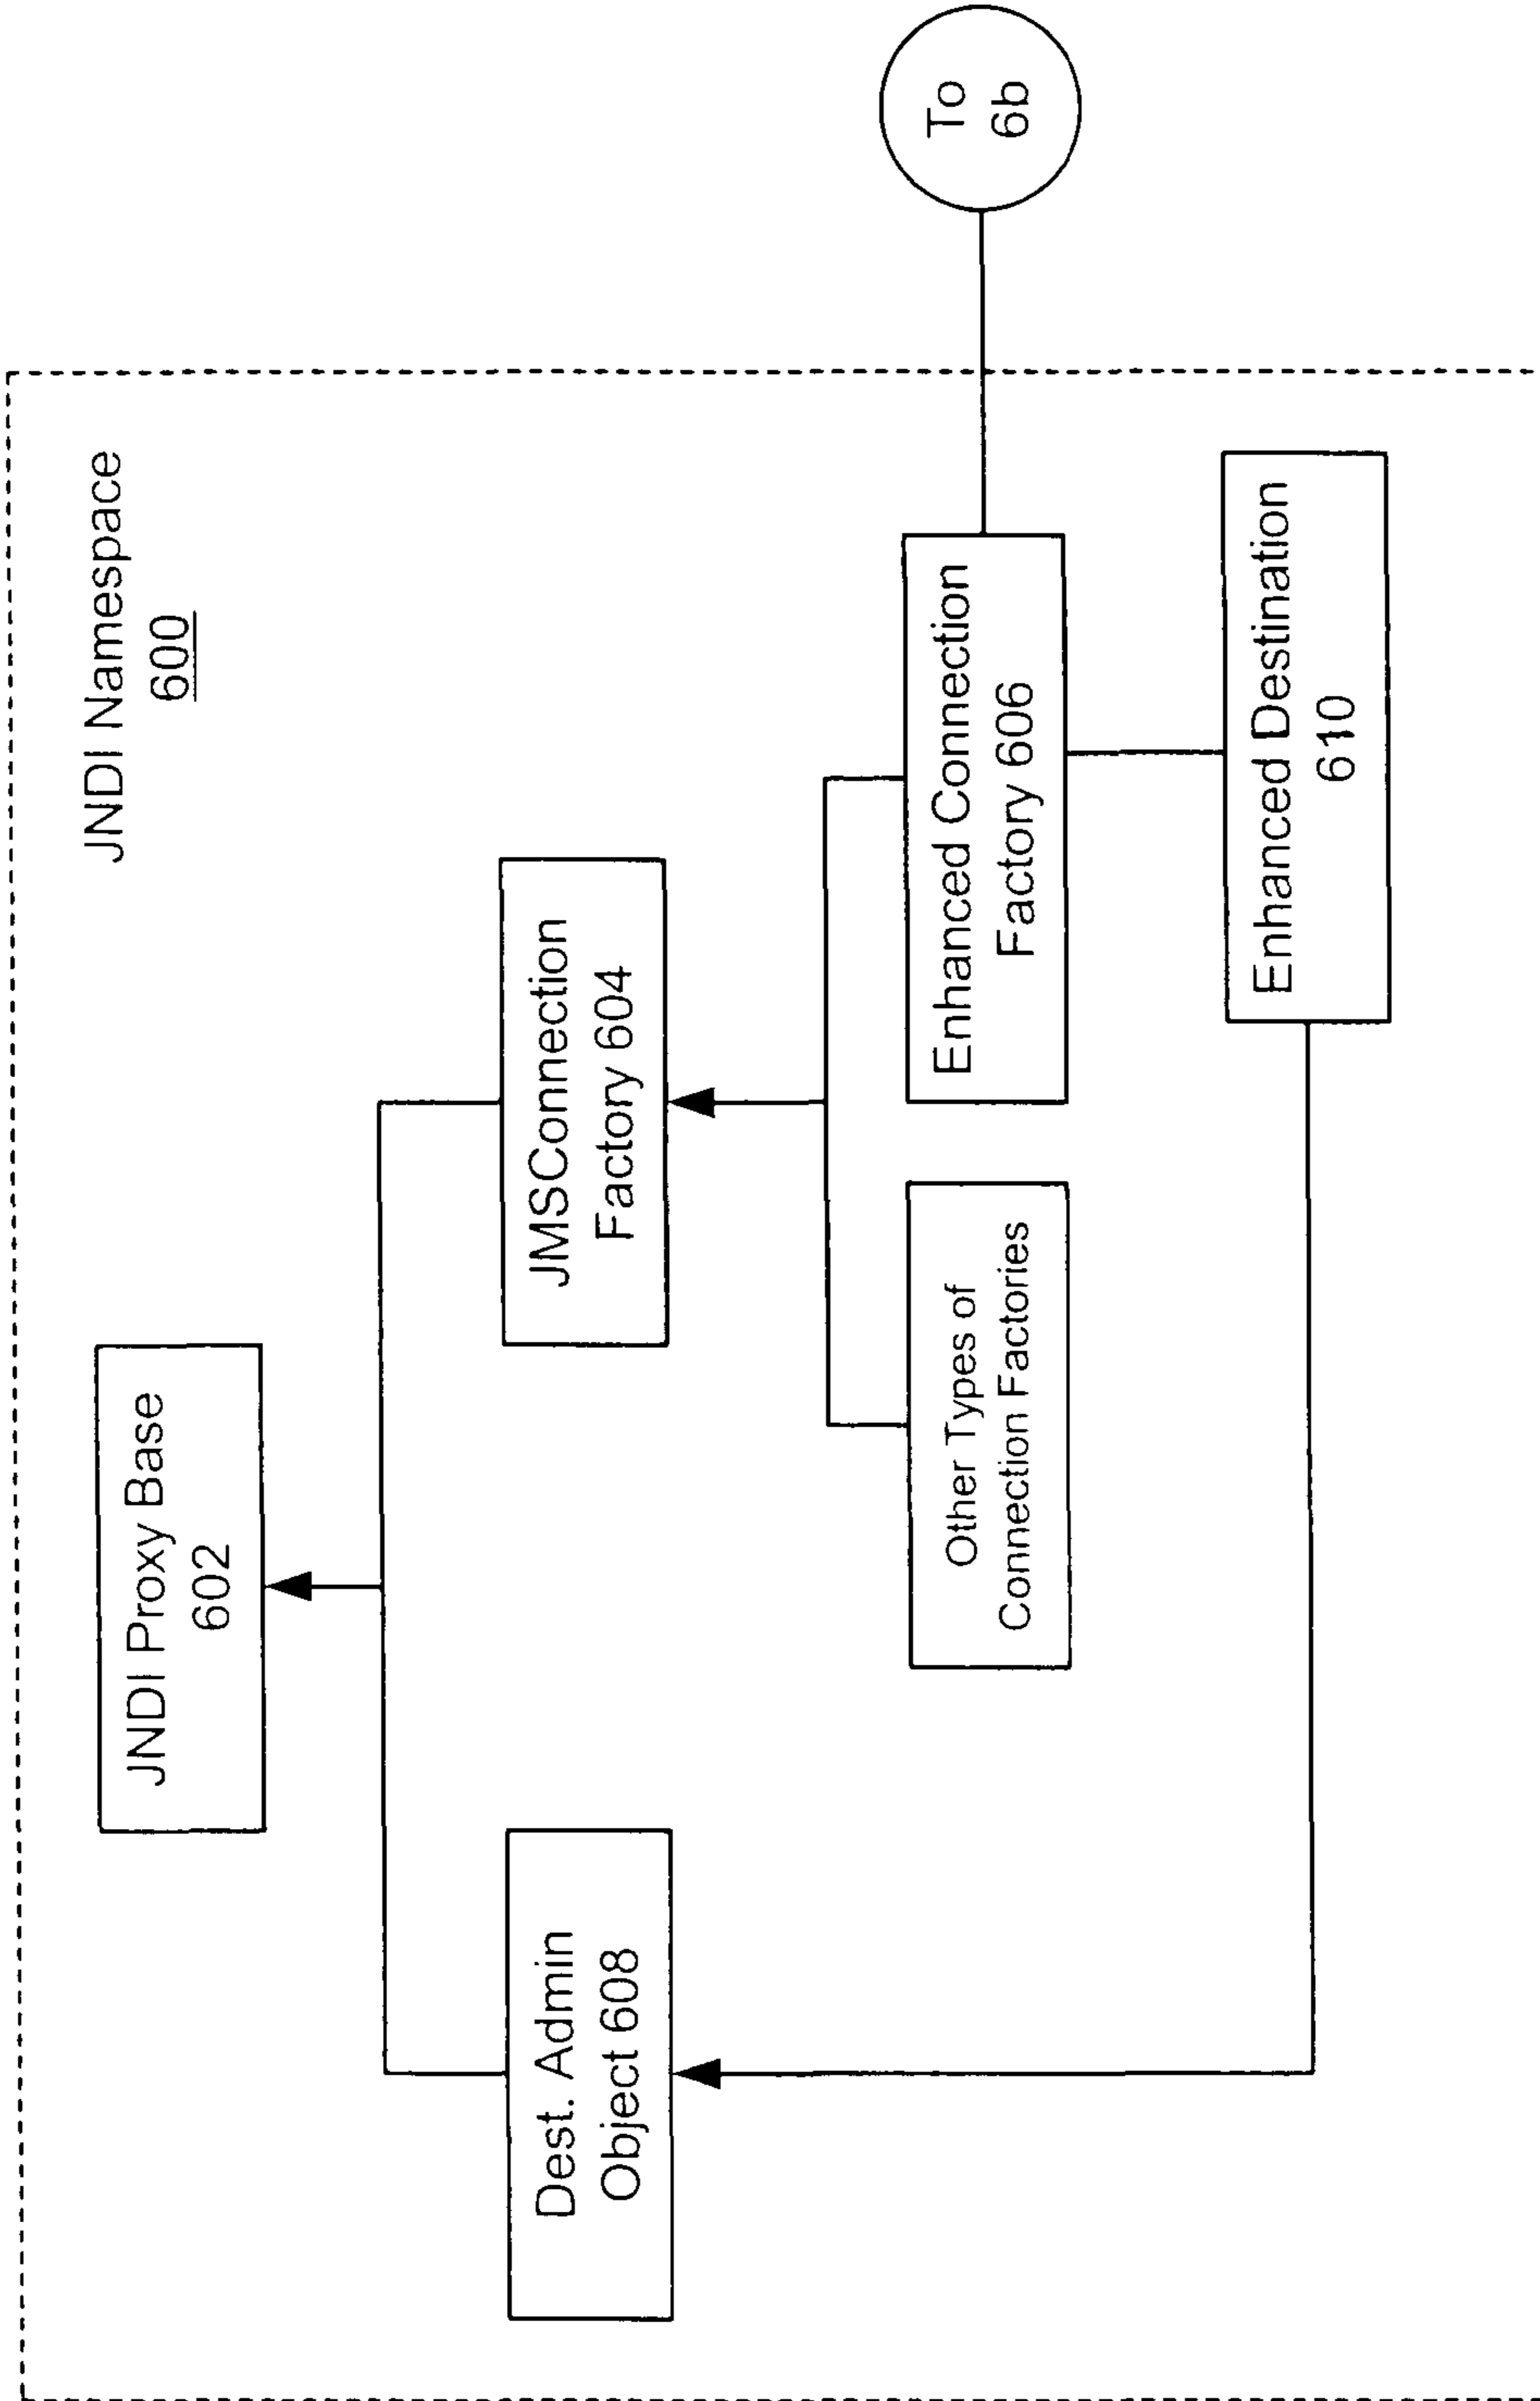 JNDI Namespace
600
JNDI Proxy Base
602
Dest. Admin
Object 608
JMSConnection
Factory 604
Other Types of
Connection Factories
Enhanced Connection
Factory 606
To
6b
Enhanced Destination
610